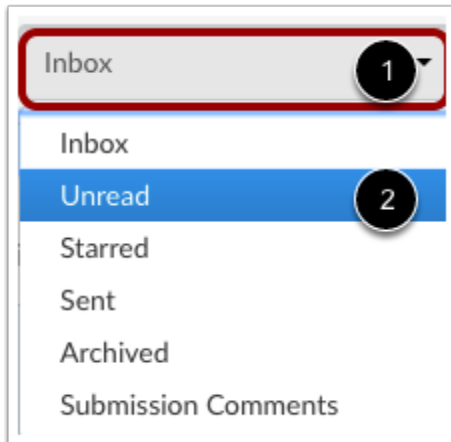 Inbox 1
Inbox
Unread 2
Starred
Sent
Archived
Submission Comments